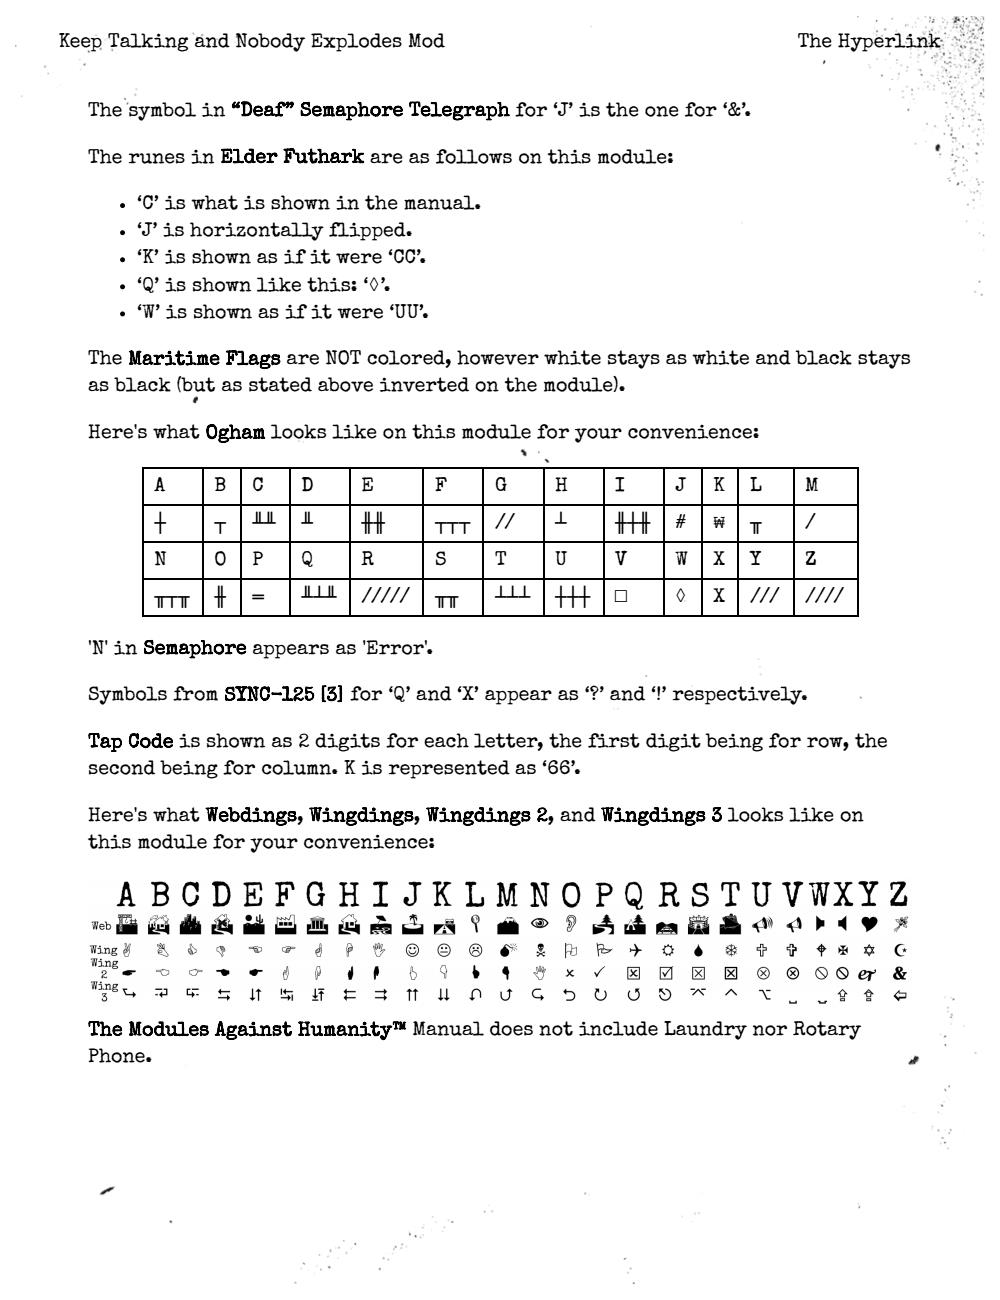 Keep Talking and Nobody Explodes Mod
The Hyperlink
The symbol in “Deaf” Semaphore Telegraph for ‘J’ is the one for ‘&’.
The runes in Elder Futhark are as follows on this module:
• ‘C’ is what is shown in the manual.
• ‘J’ is horizontally flipped.
• ‘K’ is shown as if it were ‘CC’.
• ‘Q’ is shown like this: ‘◊’.
• ‘W’ is shown as if it were ‘UU’.
The Maritime Flags are NOT colored, however white stays as white and black stays
as black (but as stated above inverted on the module).
Here's what Ogham looks like on this module for your convenience:
A B C D E F G H I J K L M
┼ ┬ ╨╨ ╨ ╫╫ ┬┬┬ // ┴ ╫┼╫ # ₩ ╥ /
N O P Q R S T U V W X Y Z
╥┬╥ ╫ = ╨┴╨ ///// ╥╥ ┴┴┴ ┼┼┼ □ ◊ X /// ////
'N' in Semaphore appears as 'Error'.
Symbols from SYNC-125 [3] for ‘Q’ and ‘X’ appear as ‘?’ and ‘!’ respectively.
Tap Code is shown as 2 digits for each letter, the first digit being for row, the
second being for column. K is represented as ‘66’.
Here's what Webdings, Wingdings, Wingdings 2, and Wingdings 3 looks like on
this module for your convenience:
A B C D E F G H I J K L M N O P Q R S T U V W X Y Z
Web
Wing
Wing
2
&
Wing
3
The Modules Against Humanity™ Manual does not include Laundry nor Rotary
Phone.